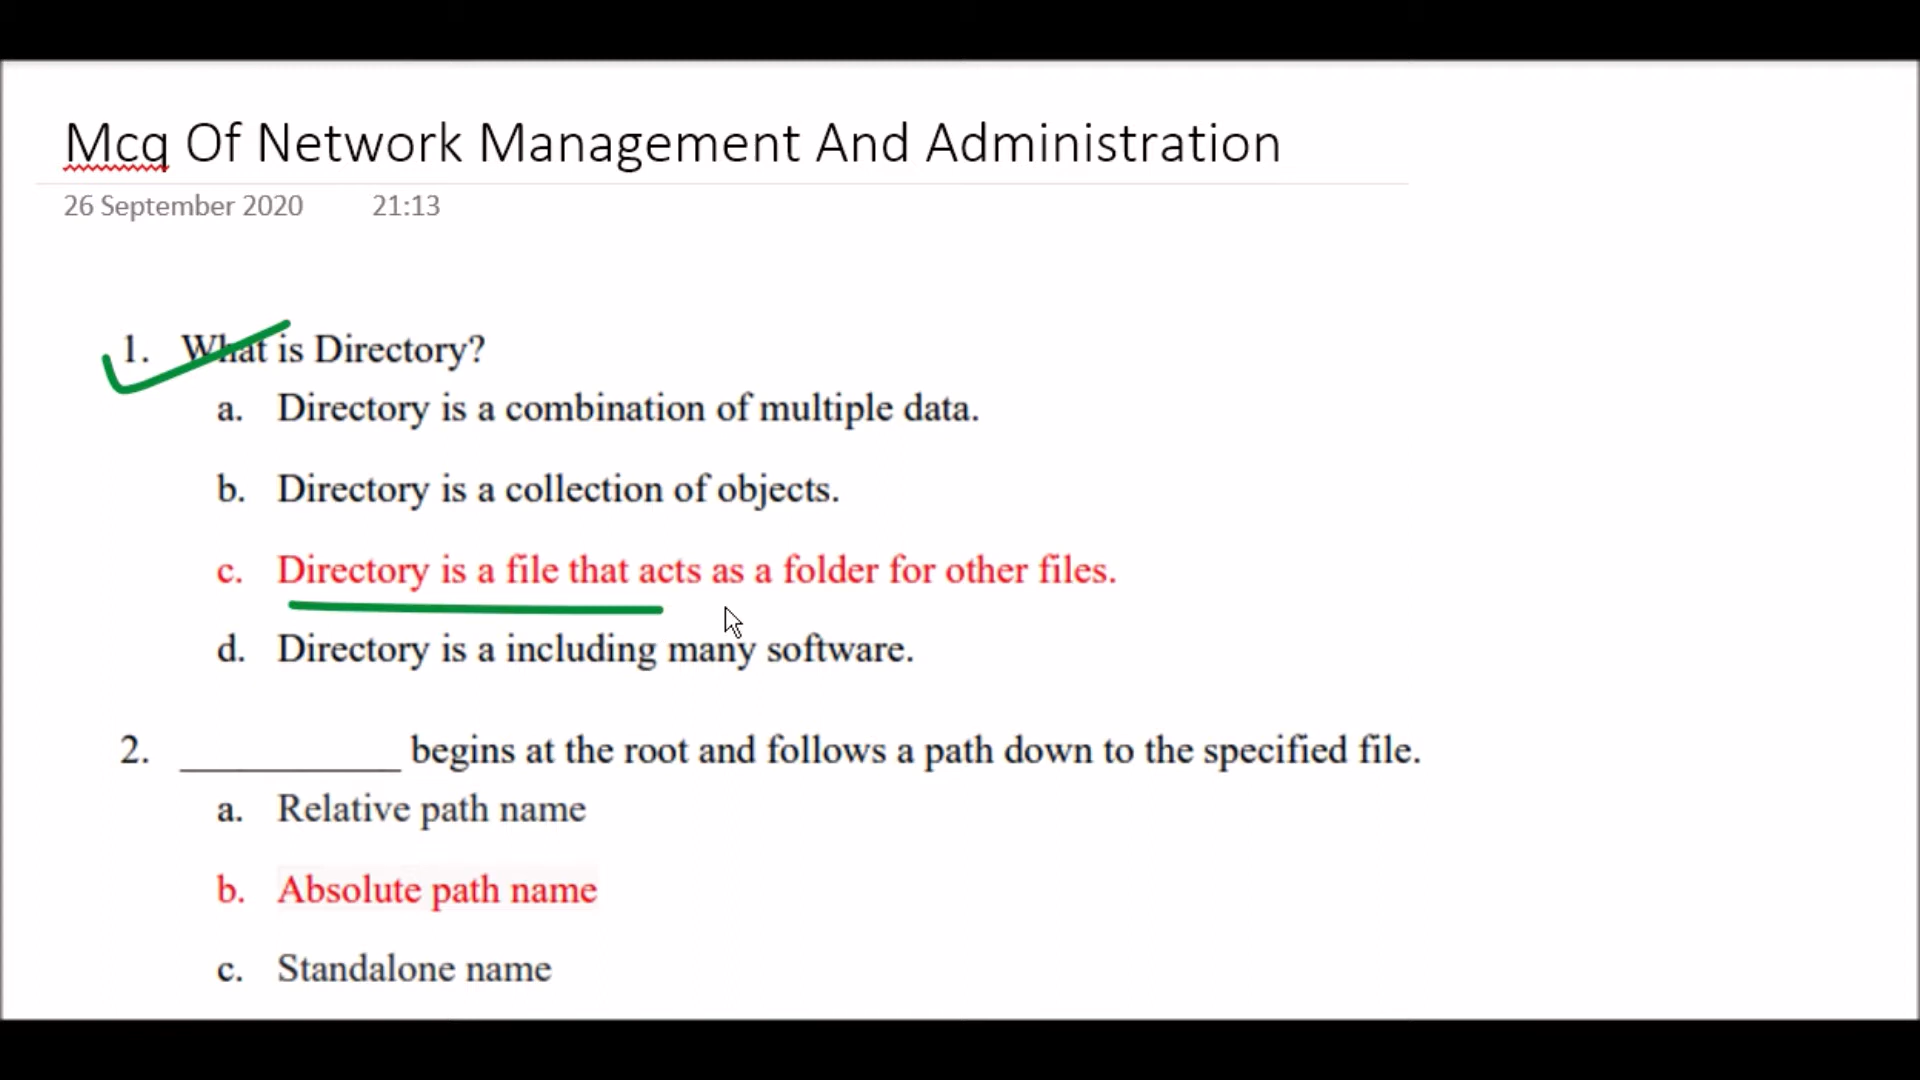 Mcq Of Network Management And Administration
26 September 2020 21:13
1. What is Directory?
a. Directory is a combination of multiple data.
b. Directory is a collection of objects.
c. Directory is a file that acts as a folder for other files.
d. Directory is a including many software.
2. ___________ begins at the root and follows a path down to the specified file.
a. Relative path name
b. Absolute path name
c. Standalone name